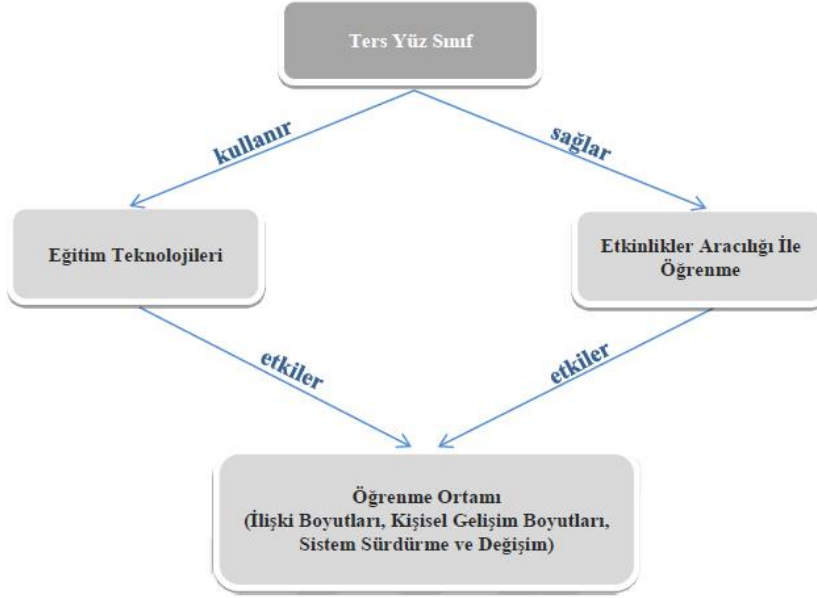 Ters Yüz Sınıf
kullanır
sağlar
Eğitim Teknolojileri
Etkinlikler Aracılığı İle
Öğrenme
etkiler
etkiler
Öğrenme Ortamı
(İlişki Boyutları, Kişisel Gelişim Boyutları,
Sistem Sürdürme ve Değişim)